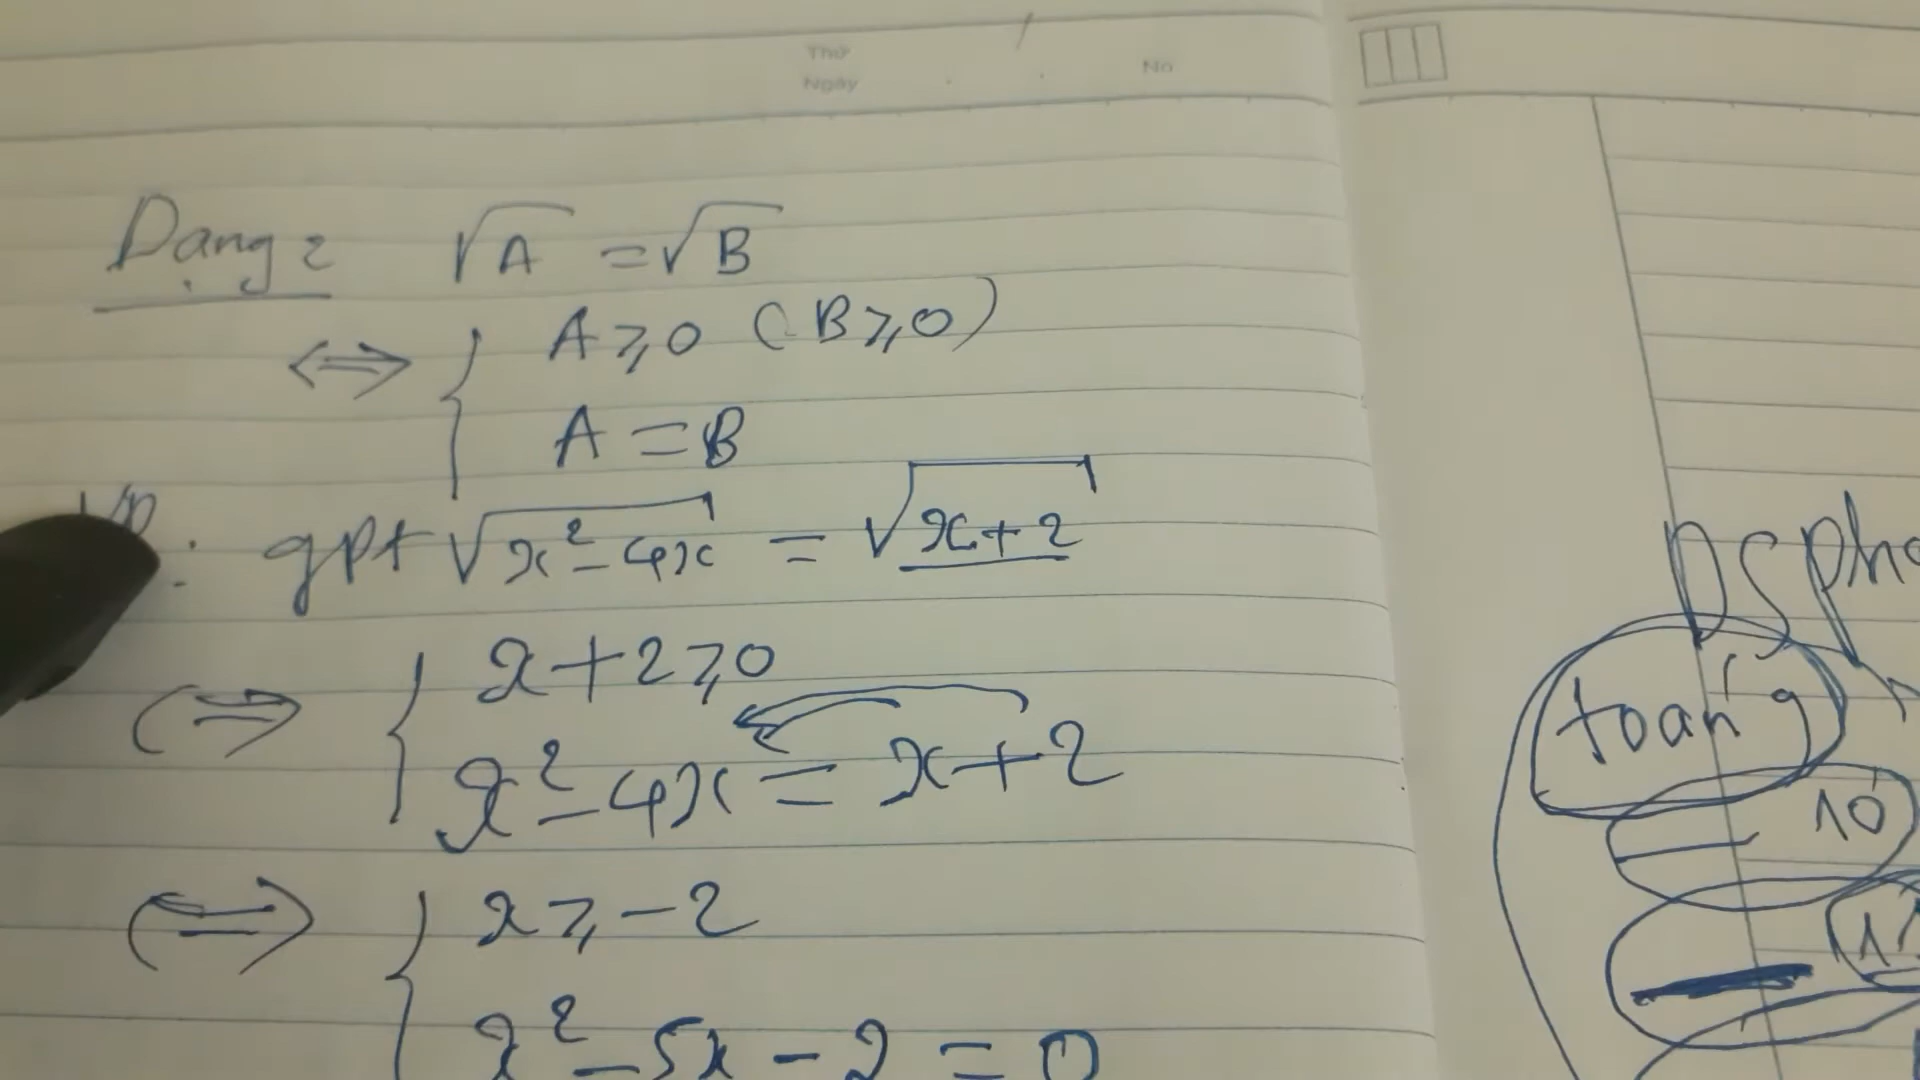 Thứ
Ngày
No
Dạng 2 √A = √B
⇔ { A ⩾ 0 (B ⩾ 0)
A = B
: gpt √x² - 4x = √x + 2
⇔ { x + 2 ⩾ 0
x² - 4x = x + 2
⇔ { x ⩾ -2
x² - 5x - 2 = 0
toán 9
10